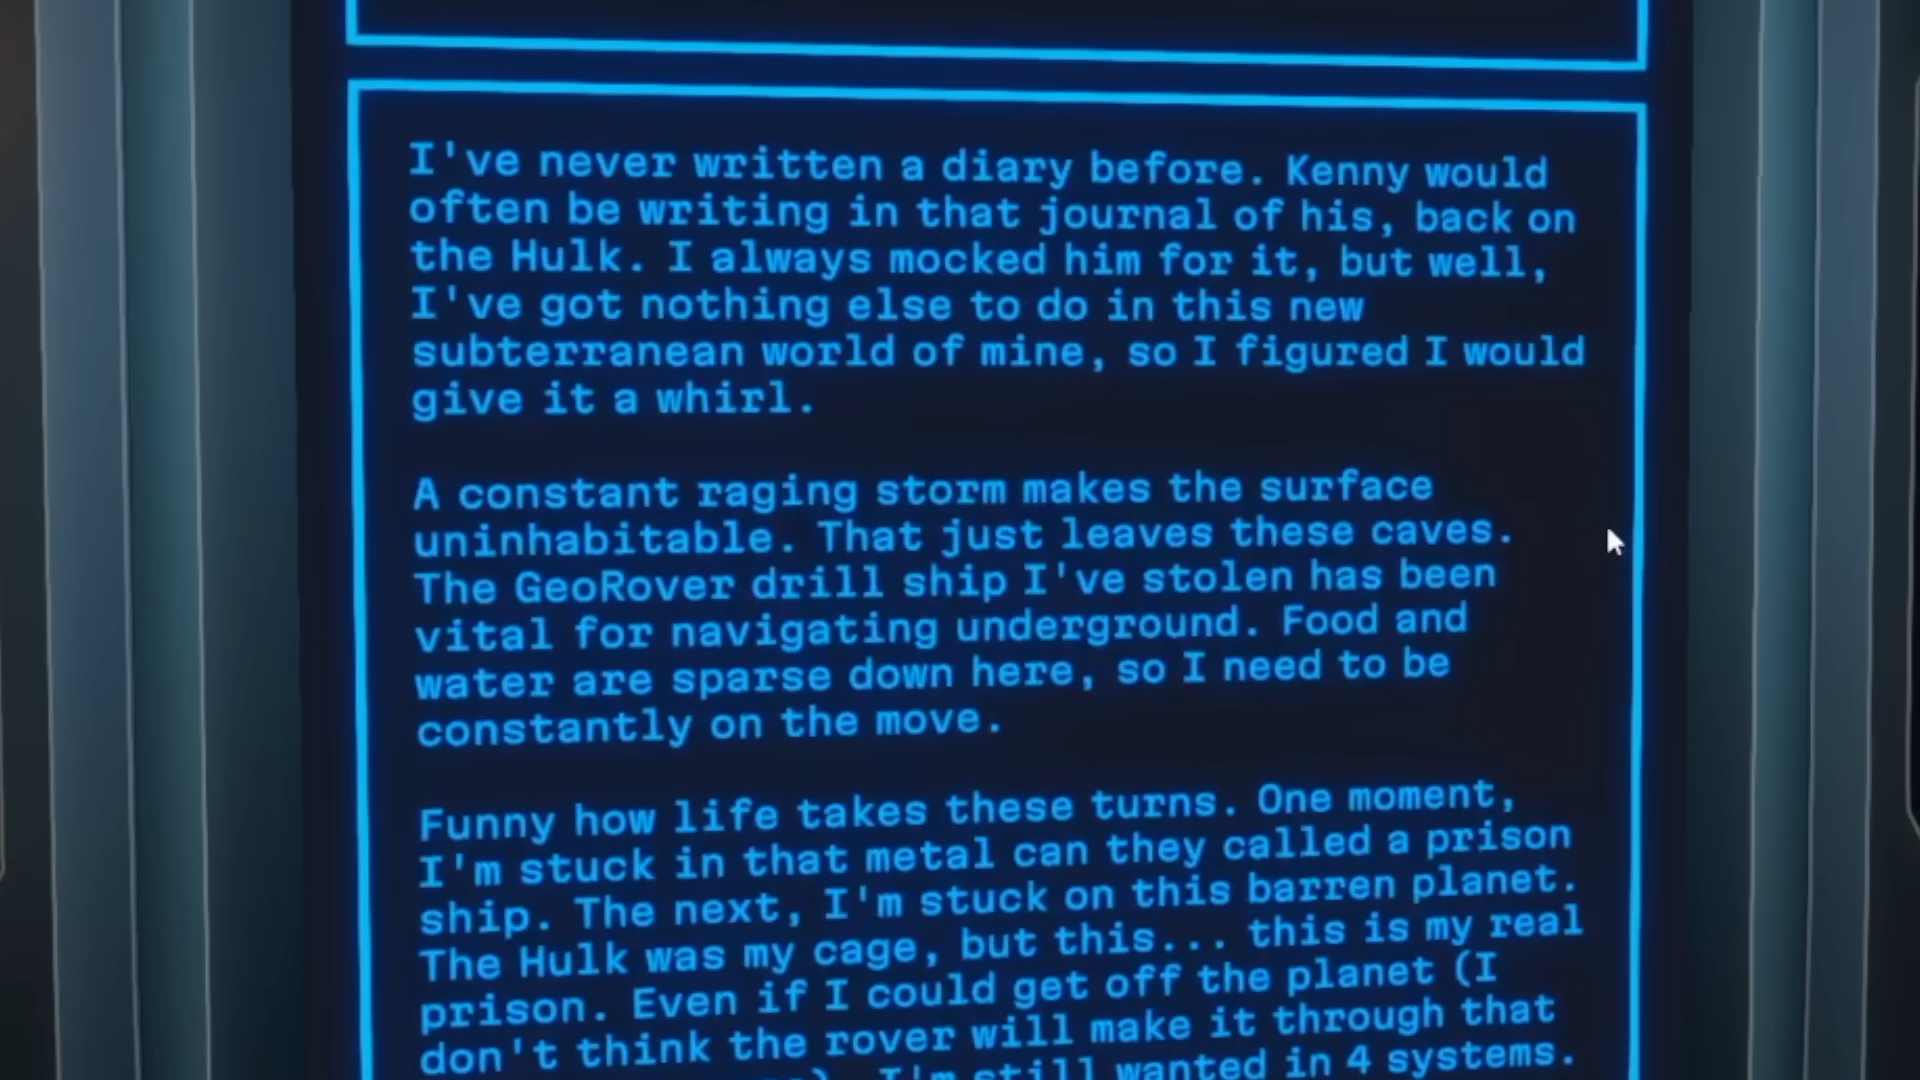 I've never written a diary before. Kenny would
often be writing in that journal of his, back on
the Hulk. I always mocked him for it, but well,
I've got nothing else to do in this new
subterranean world of mine, so I figured I would
give it a whirl.
A constant raging storm makes the surface
uninhabitable. That just leaves these caves.
The GeoRover drill ship I've stolen has been
vital for navigating underground. Food and
water are sparse down here, so I need to be
constantly on the move.
Funny how life takes these turns. One moment,
I'm stuck in that metal can they called a prison
ship. The next, I'm stuck on this barren planet.
The Hulk was my cage, but this... this is my real
prison. Even if I could get off the planet (I
don't think the rover will make it through that
I'm still wanted in 4 systems.